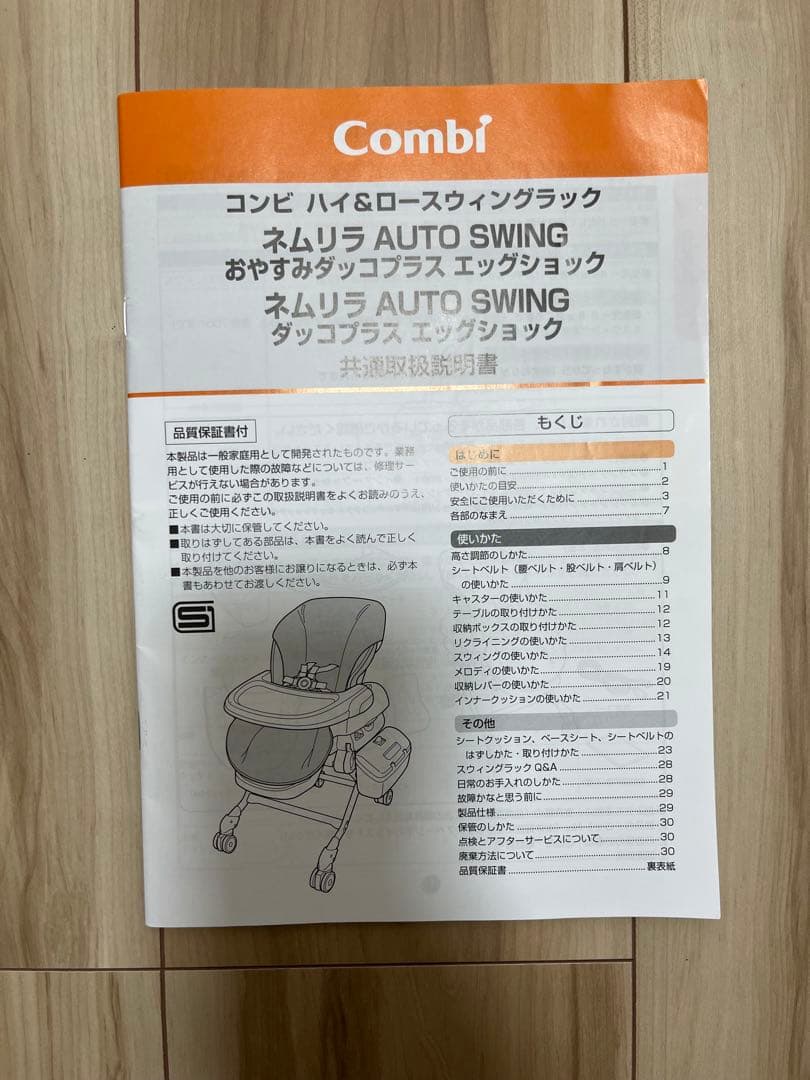 Combi
コンビ ハイ&ロースウィングラック
ネムリラ AUTO SWING
おやすみダッコプラス エッグショック
ネムリラ AUTO SWING
ダッコプラス エッグショック
共通取扱説明書
品質保証書付
本製品は一般家庭用として開発されたものです。業務
用として使用した際の故障などについては、修理サー
ビスが行えない場合があります。
ご使用の前に必ずこの取扱説明書をよくお読みのうえ、
正しくご使用ください。
■本書は大切に保管してください。
■取りはずしてある部品は、本書をよく読んで正しく
取り付けてください。
■本製品を他のお客様にお譲りになるときは、必ず本
書もあわせてお渡しください。
もくじ
はじめに
ご使用の前に 1
使いかたの目安 2
安全にご使用いただくために 3
各部のなまえ 7
使いかた
高さ調節のしかた 8
シートベルト(腰ベルト・股ベルト・肩ベルト)
の使いかた 9
キャスターの使いかた 11
テーブルの取り付けかた 12
収納ボックスの取り付けかた 12
リクライニングの使いかた 13
スウィングの使いかた 14
メロディの使いかた 19
収納レバーの使いかた 20
インナークッションの使いかた 21
その他
シートクッション、ベースシート、シートベルトの
はずしかた・取り付けかた 23
スウィングラックQ&A 28
日常のお手入れのしかた 28
故障かなと思う前に 29
製品仕様 29
保管のしかた 30
点検とアフターサービスについて 30
廃棄方法について 30
品質保証書 裏表紙